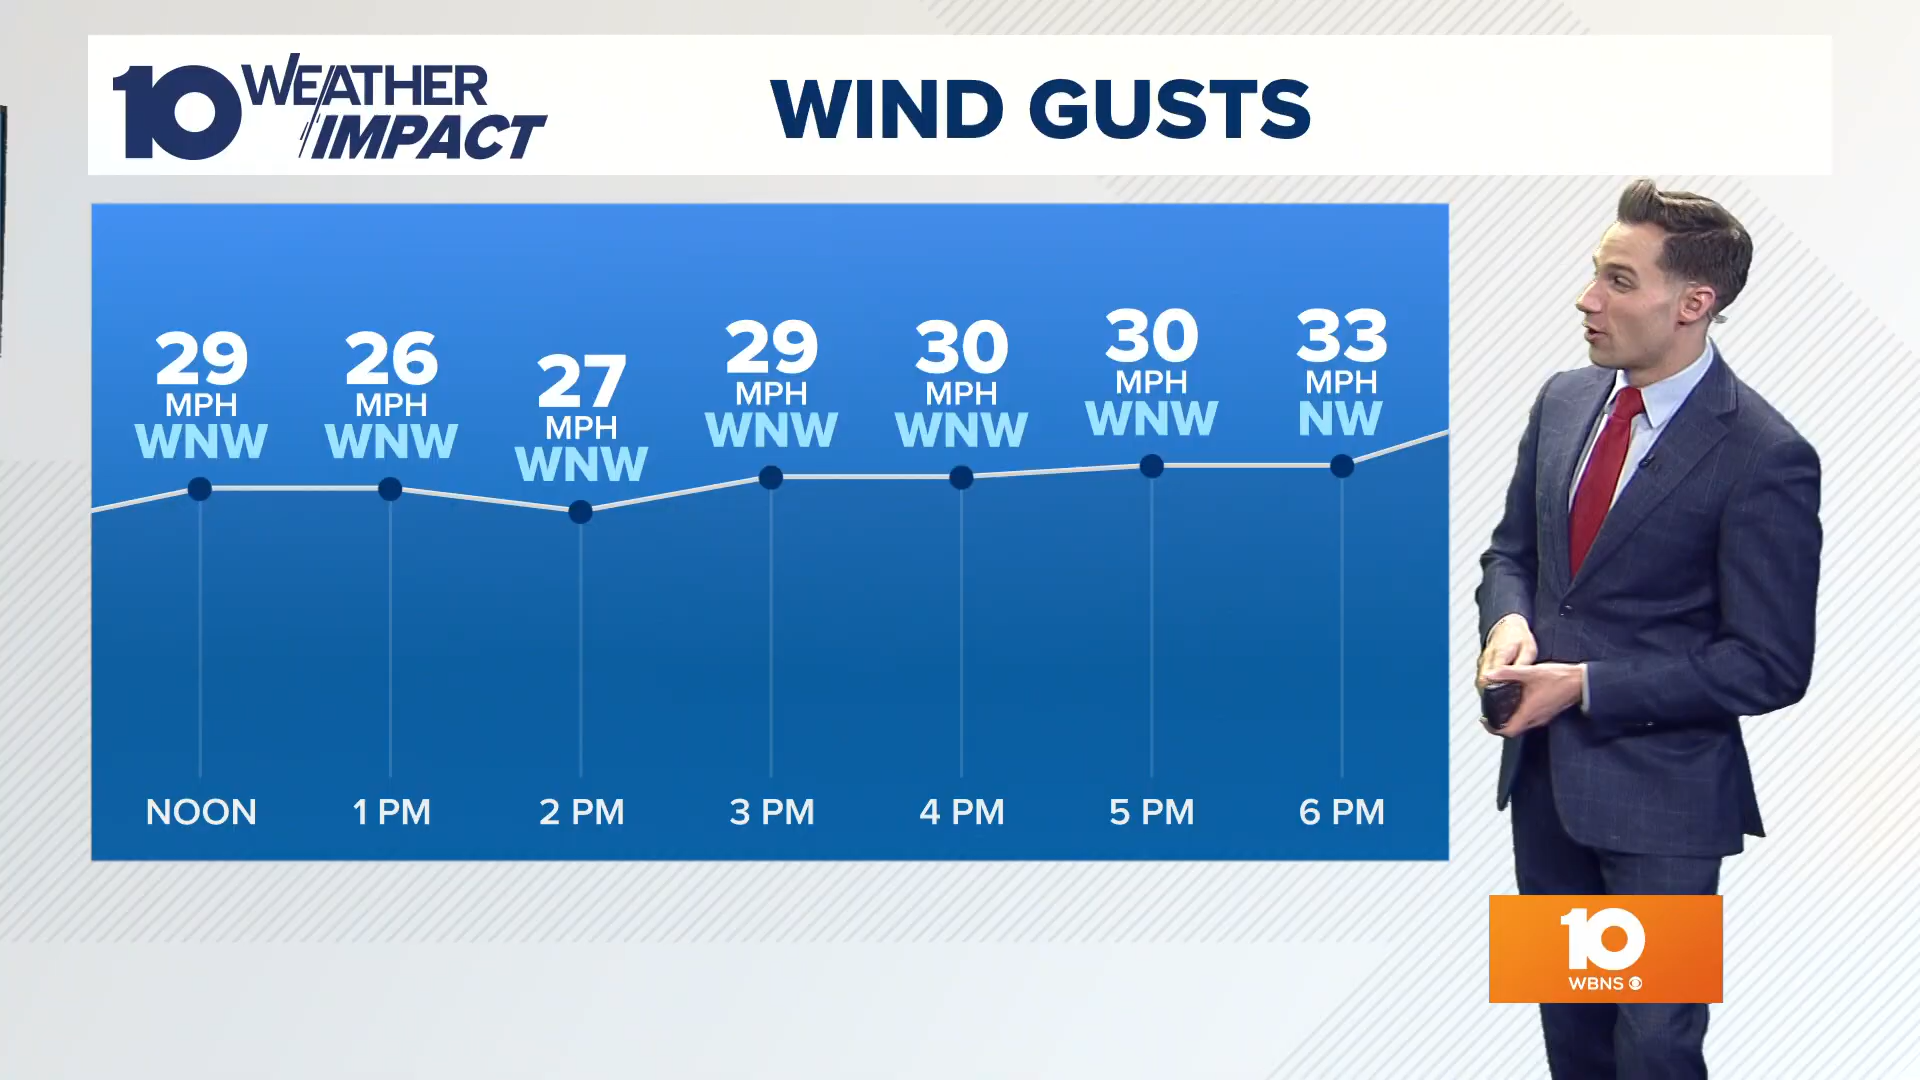 10 WEATHER
IMPACT
WIND GUSTS
29 26 27 29 30 30 33
MPH MPH MPH MPH MPH MPH MPH
WNW WNW WNW WNW WNW WNW NW
NOON 1 PM 2 PM 3 PM 4 PM 5 PM 6 PM
10
WBNS